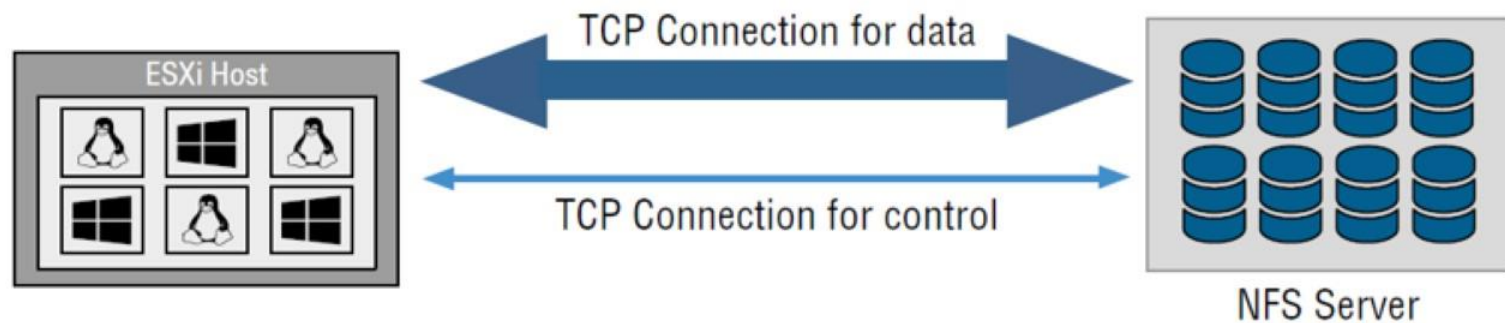 TCP Connection for data
ESXi Host
TCP Connection for control
NFS Server